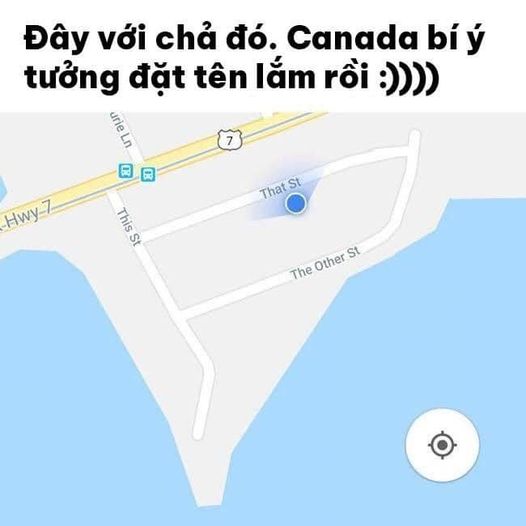 Đây với chả đó. Canada bí ý
tưởng đặt tên lắm rồi :))))
urie Ln
7
That St
-Hwy 7
This St
The Other St